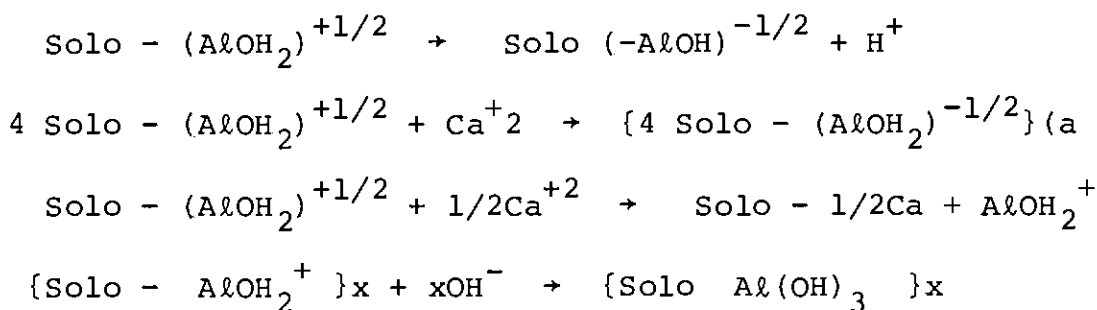 Solo - (AℓOH₂)⁺¹/² → Solo (-AℓOH)⁻¹/² + H⁺
4 Solo - (AℓOH₂)⁺¹/² + Ca⁺2 → {4 Solo - (AℓOH₂)⁻¹/²}(a
Solo - (AℓOH₂)⁺¹/² + 1/2Ca⁺² → Solo - 1/2Ca + AℓOH₂⁺
{Solo - AℓOH₂⁺ }x + xOH⁻ → {Solo Aℓ(OH)₃ }x